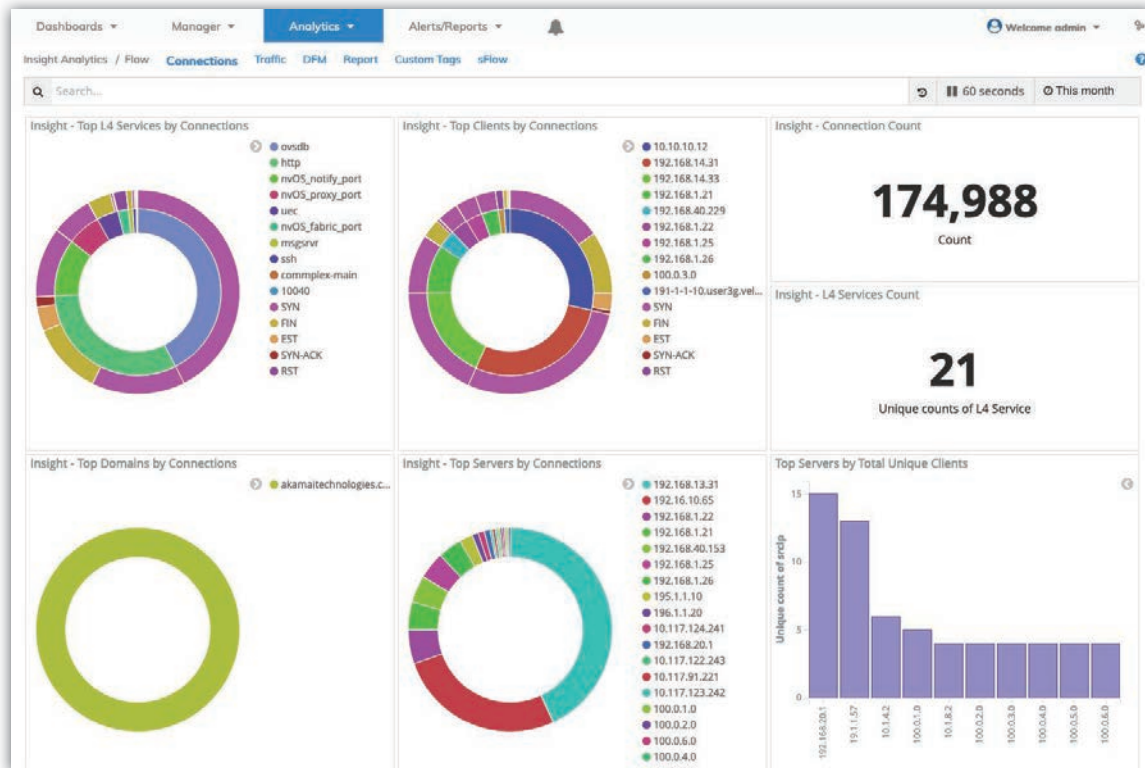 Dashboards
Manager
Analytics
Alerts/Reports
Welcome admin
Insight Analytics / Flow
Connections
Traffic
DFM
Report
Custom Tags
sFlow
?
Search...
60 seconds
This month
Insight - Top L4 Services by Connections
ovsdb
http
nvOS_notify_port
nvOS_proxy_port
uec
nvOS_fabric_port
msgsrvr
ssh
commplex-main
10040
SYN
FIN
EST
SYN-ACK
RST
Insight - Top Clients by Connections
10.10.10.12
192.168.14.31
192.168.14.33
192.168.1.21
192.168.40.229
192.168.1.22
192.168.1.25
192.168.1.26
100.0.3.0
191-1-1-10.user3g.vel...
SYN
FIN
EST
SYN-ACK
RST
Insight - Connection Count
174,988
Count
Insight - L4 Services Count
21
Unique counts of L4 Service
Insight - Top Domains by Connections
akamaitechnologies.c...
Insight - Top Servers by Connections
192.168.13.31
192.16.10.65
192.168.1.22
192.168.1.21
192.168.40.153
192.168.1.25
192.168.1.26
195.1.1.10
196.1.1.20
10.117.124.241
192.168.20.1
10.117.122.243
10.117.91.221
10.117.123.242
100.0.1.0
100.0.2.0
100.0.6.0
100.0.4.0
Top Servers by Total Unique Clients
15
10
5
0
Unique count of srcip
192.168.20.1
19.1.1.57
10.1.4.2
100.0.1.0
10.1.8.2
100.0.2.0
100.0.3.0
100.0.4.0
100.0.5.0
100.0.6.0